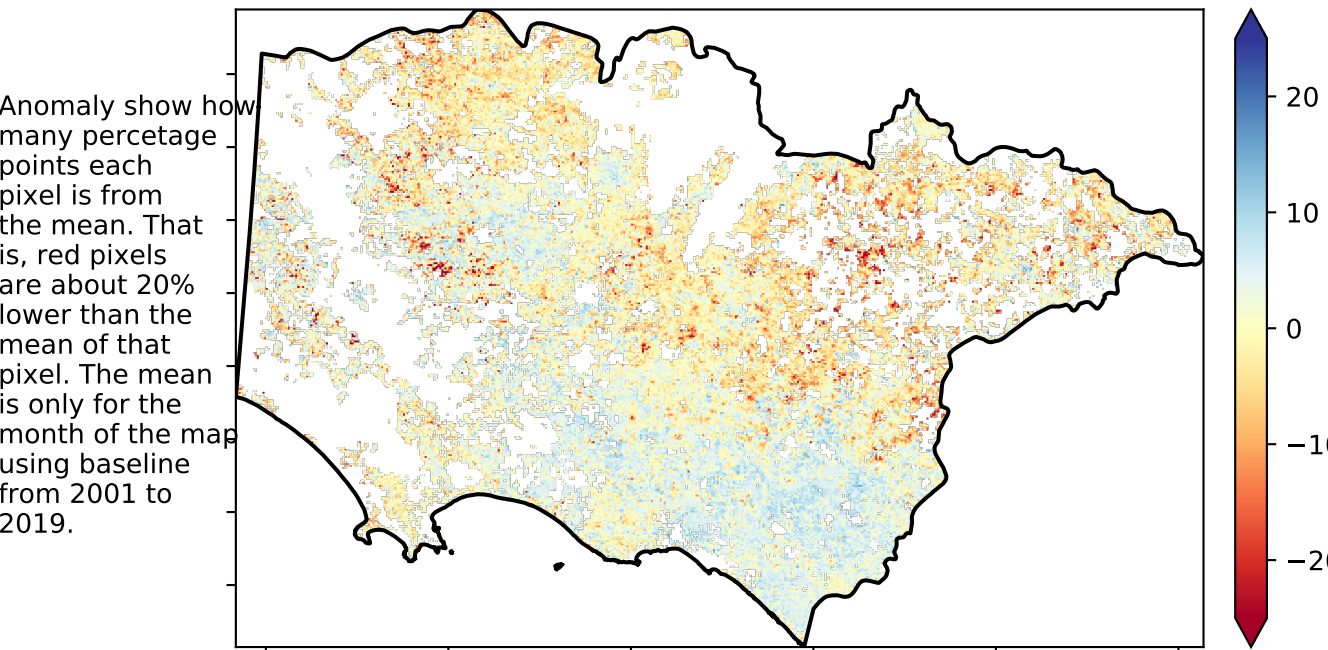 Anomaly show how
many percetage
points each
pixel is from
the mean. That
is, red pixels
are about 20%
lower than the
mean of that
pixel. The mean
is only for the
month of the map
using baseline
from 2001 to
2019.
20
10
0
−10
−20